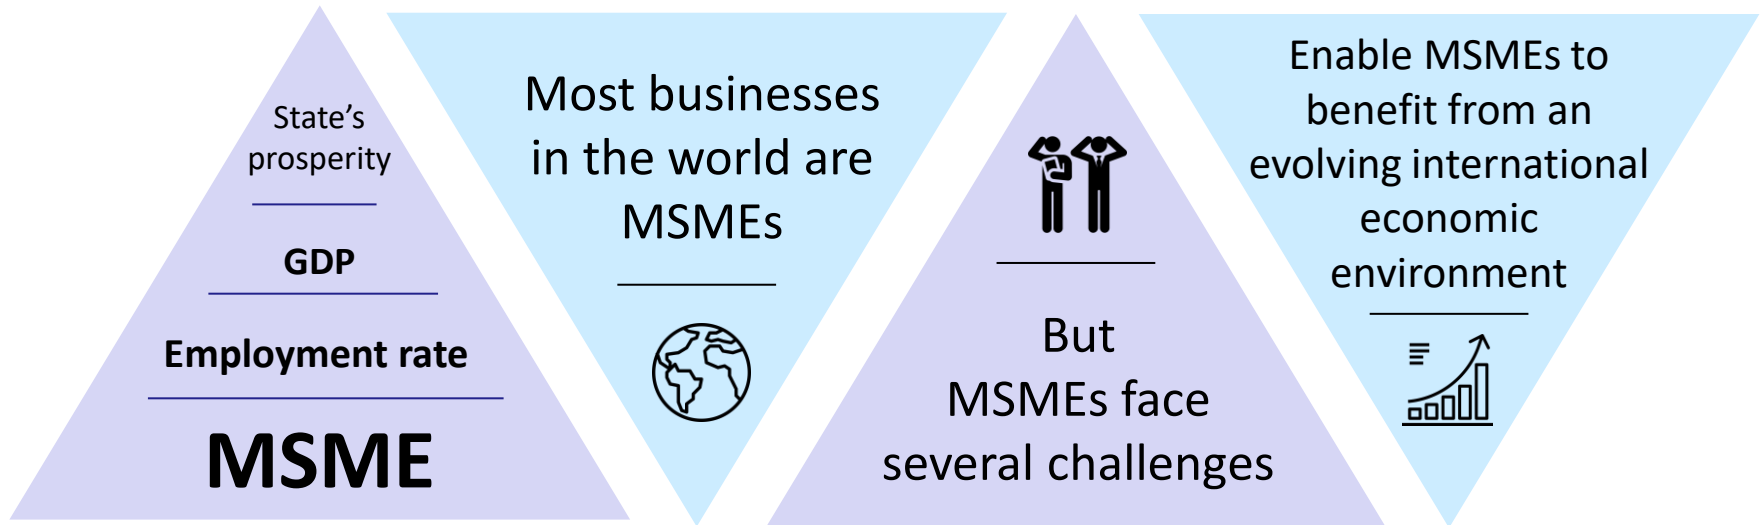 State’s
prosperity
GDP
Employment rate
MSME
Most businesses
in the world are
MSMEs
But
MSMEs face
several challenges
Enable MSMEs to
benefit from an
evolving international
economic
environment